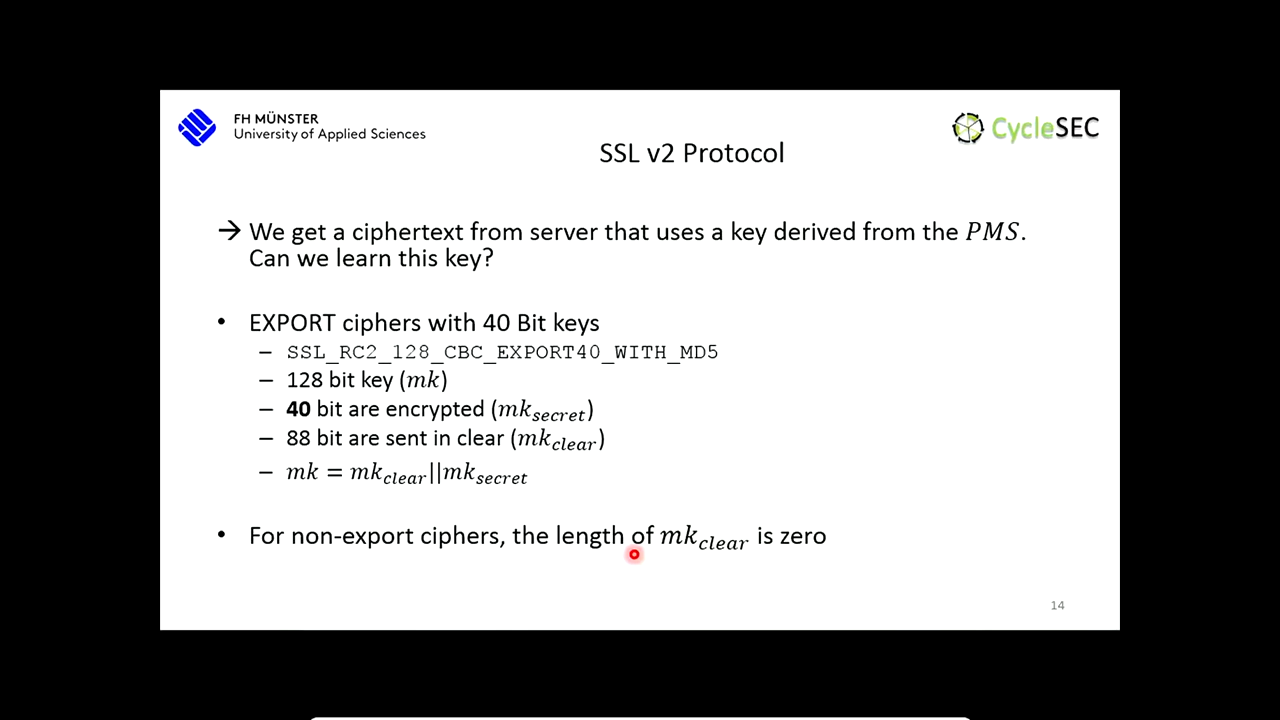 FH MÜNSTER
University of Applied Sciences
CycleSEC
SSL v2 Protocol
→ We get a ciphertext from server that uses a key derived from the PMS.
Can we learn this key?
• EXPORT ciphers with 40 Bit keys
– SSL_RC2_128_CBC_EXPORT40_WITH_MD5
– 128 bit key (mk)
– 40 bit are encrypted (mk_secret)
– 88 bit are sent in clear (mk_clear)
– mk = mk_clear||mk_secret
• For non-export ciphers, the length of mk_clear is zero
14